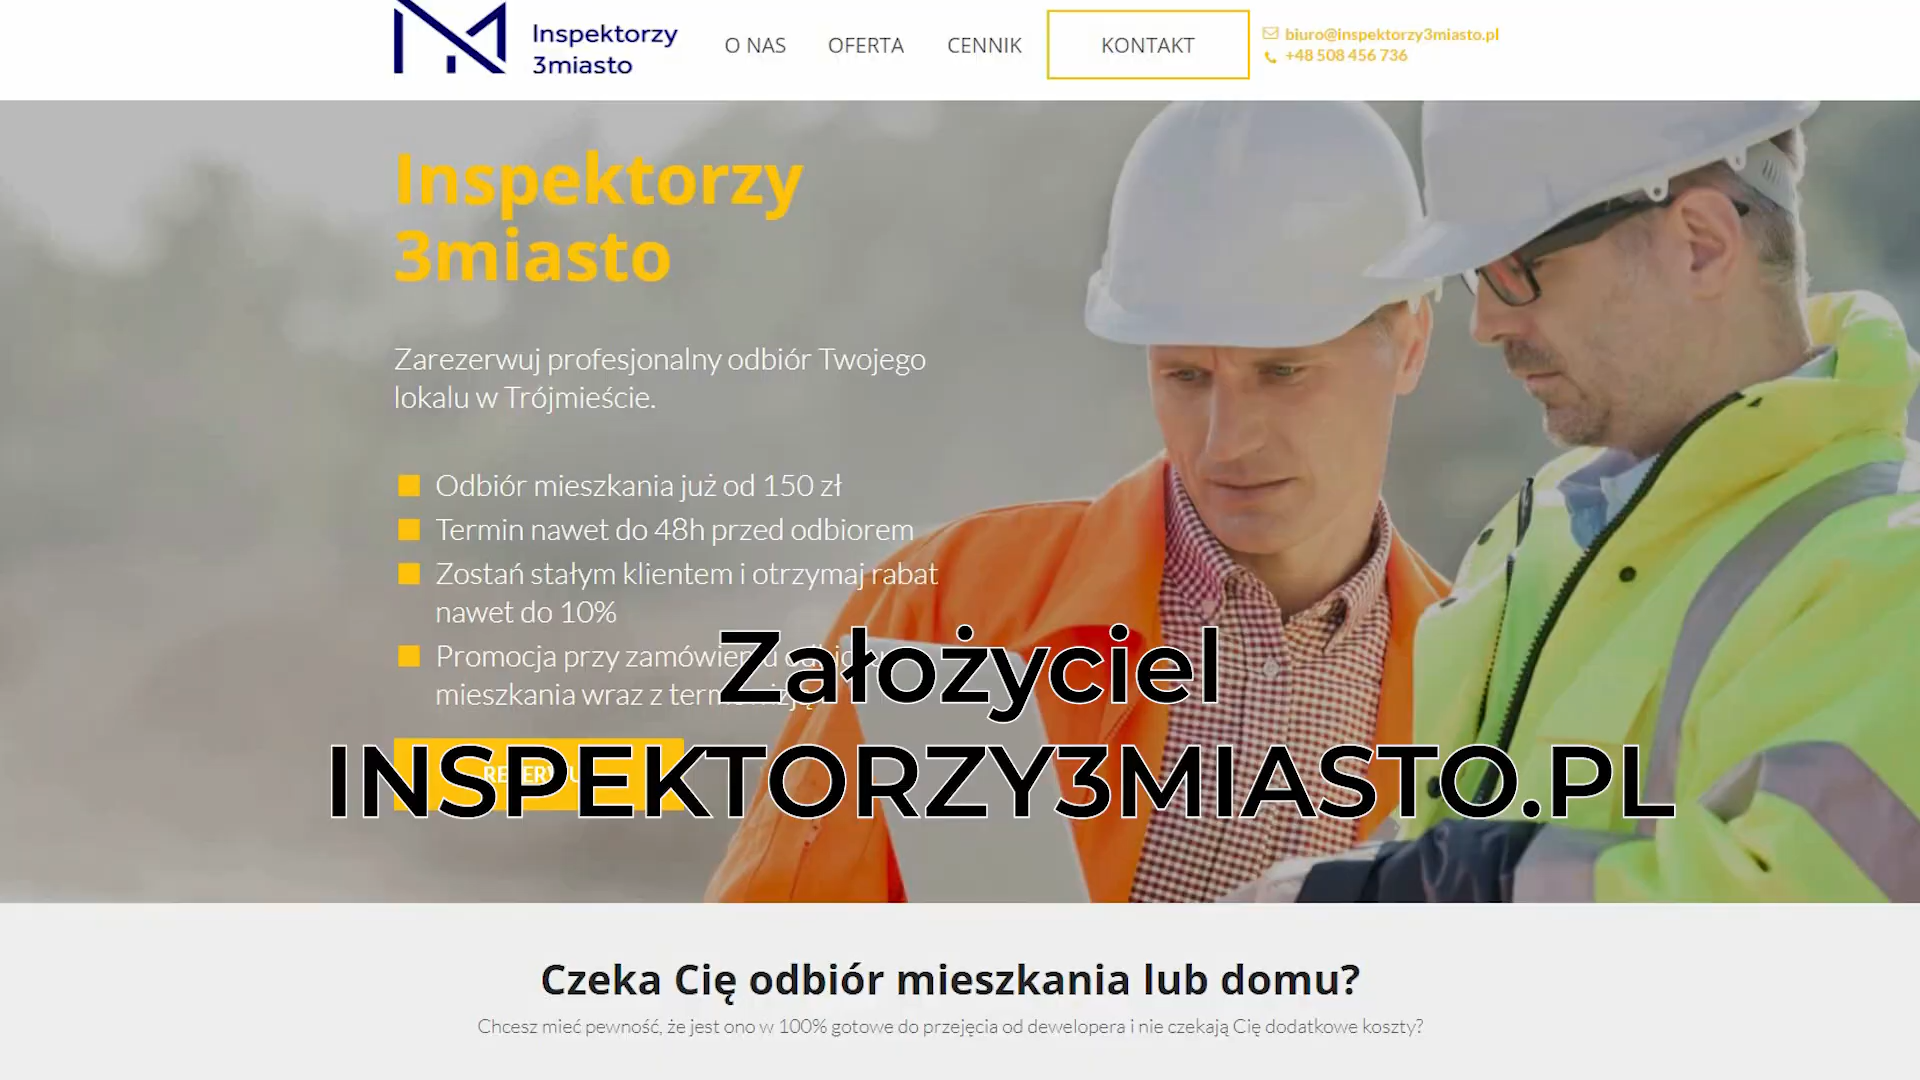 Inspektorzy
3miasto
O NAS
OFERTA
CENNIK
KONTAKT
biuro@inspektorzy3miasto.pl
+48 508 456 736
Inspektorzy
3miasto
Zarezerwuj profesjonalny odbiór Twojego
lokalu w Trójmieście.
Odbiór mieszkania już od 150 zł
Termin nawet do 48h przed odbiorem
Zostań stałym klientem i otrzymaj rabat
nawet do 10%
Promocja przy zamówieniu
mieszkania wraz z termowizją
Założyciel
INSPEKTORZY3MIASTO.PL
Czeka Cię odbiór mieszkania lub domu?
Chcesz mieć pewność, że jest ono w 100% gotowe do przejęcia od dewelopera i nie czekają Cię dodatkowe koszty?